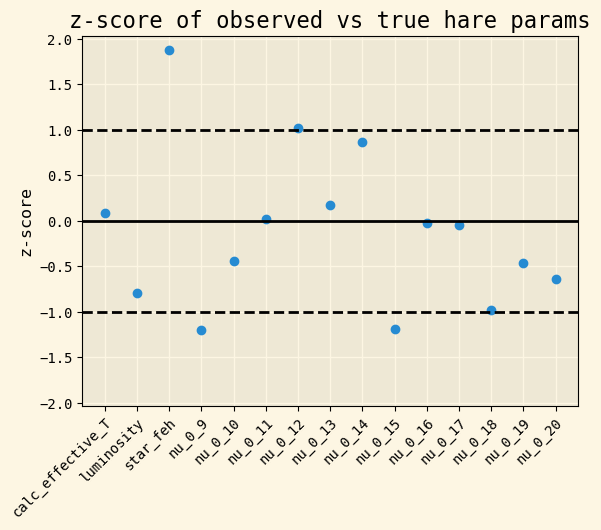 z-score of observed vs true hare params
2.0
1.5
1.0
0.5
0.0
−0.5
−1.0
−1.5
−2.0
z-score
calc_effective_T
luminosity
star_feh
nu_0_9
nu_0_10
nu_0_11
nu_0_12
nu_0_13
nu_0_14
nu_0_15
nu_0_16
nu_0_17
nu_0_18
nu_0_19
nu_0_20